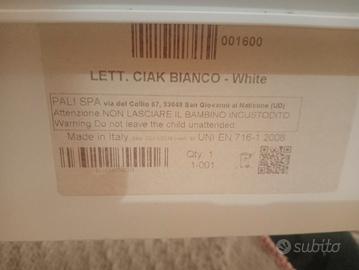 001600
LETT. CIAK BIANCO - White
PALI SPA via del Collio 67, 33048 San Giovanni al Natisone (UD)
Attenzione.NON LASCIARE IL BAMBINO INCUSTODITO
Warning Do not leave the child unattended
Made in Italy UNI EN 716-1 2008
Qty. 1
1-001
subito